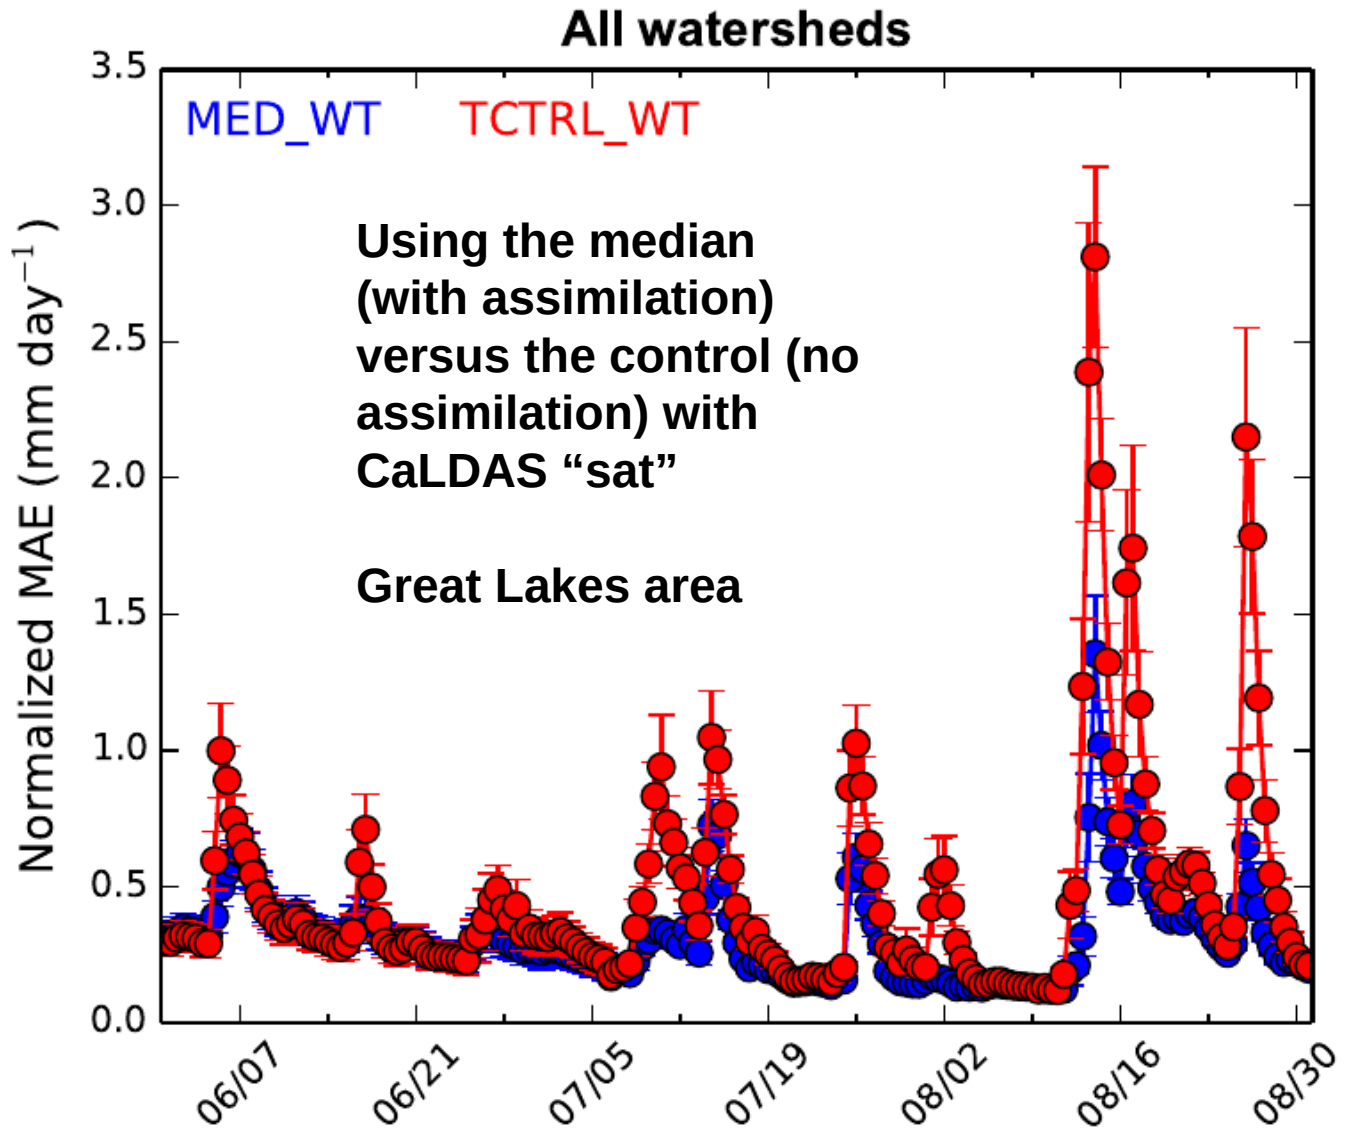 All watersheds
MED_WT TCTRL_WT
Using the median
(with assimilation)
versus the control (no
assimilation) with
CaLDAS “sat”
Great Lakes area
Normalized MAE (mm day⁻¹)
3.5
3.0
2.5
2.0
1.5
1.0
0.5
0.0
06/07 06/21 07/05 07/19 08/02 08/16 08/30